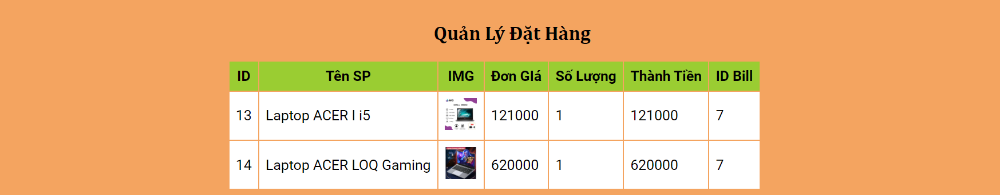 Quản Lý Đặt Hàng
ID Tên SP IMG Đơn GIá Số Lượng Thành Tiền ID Bill
13 Laptop ACER I i5 121000 1 121000 7
14 Laptop ACER LOQ Gaming 620000 1 620000 7